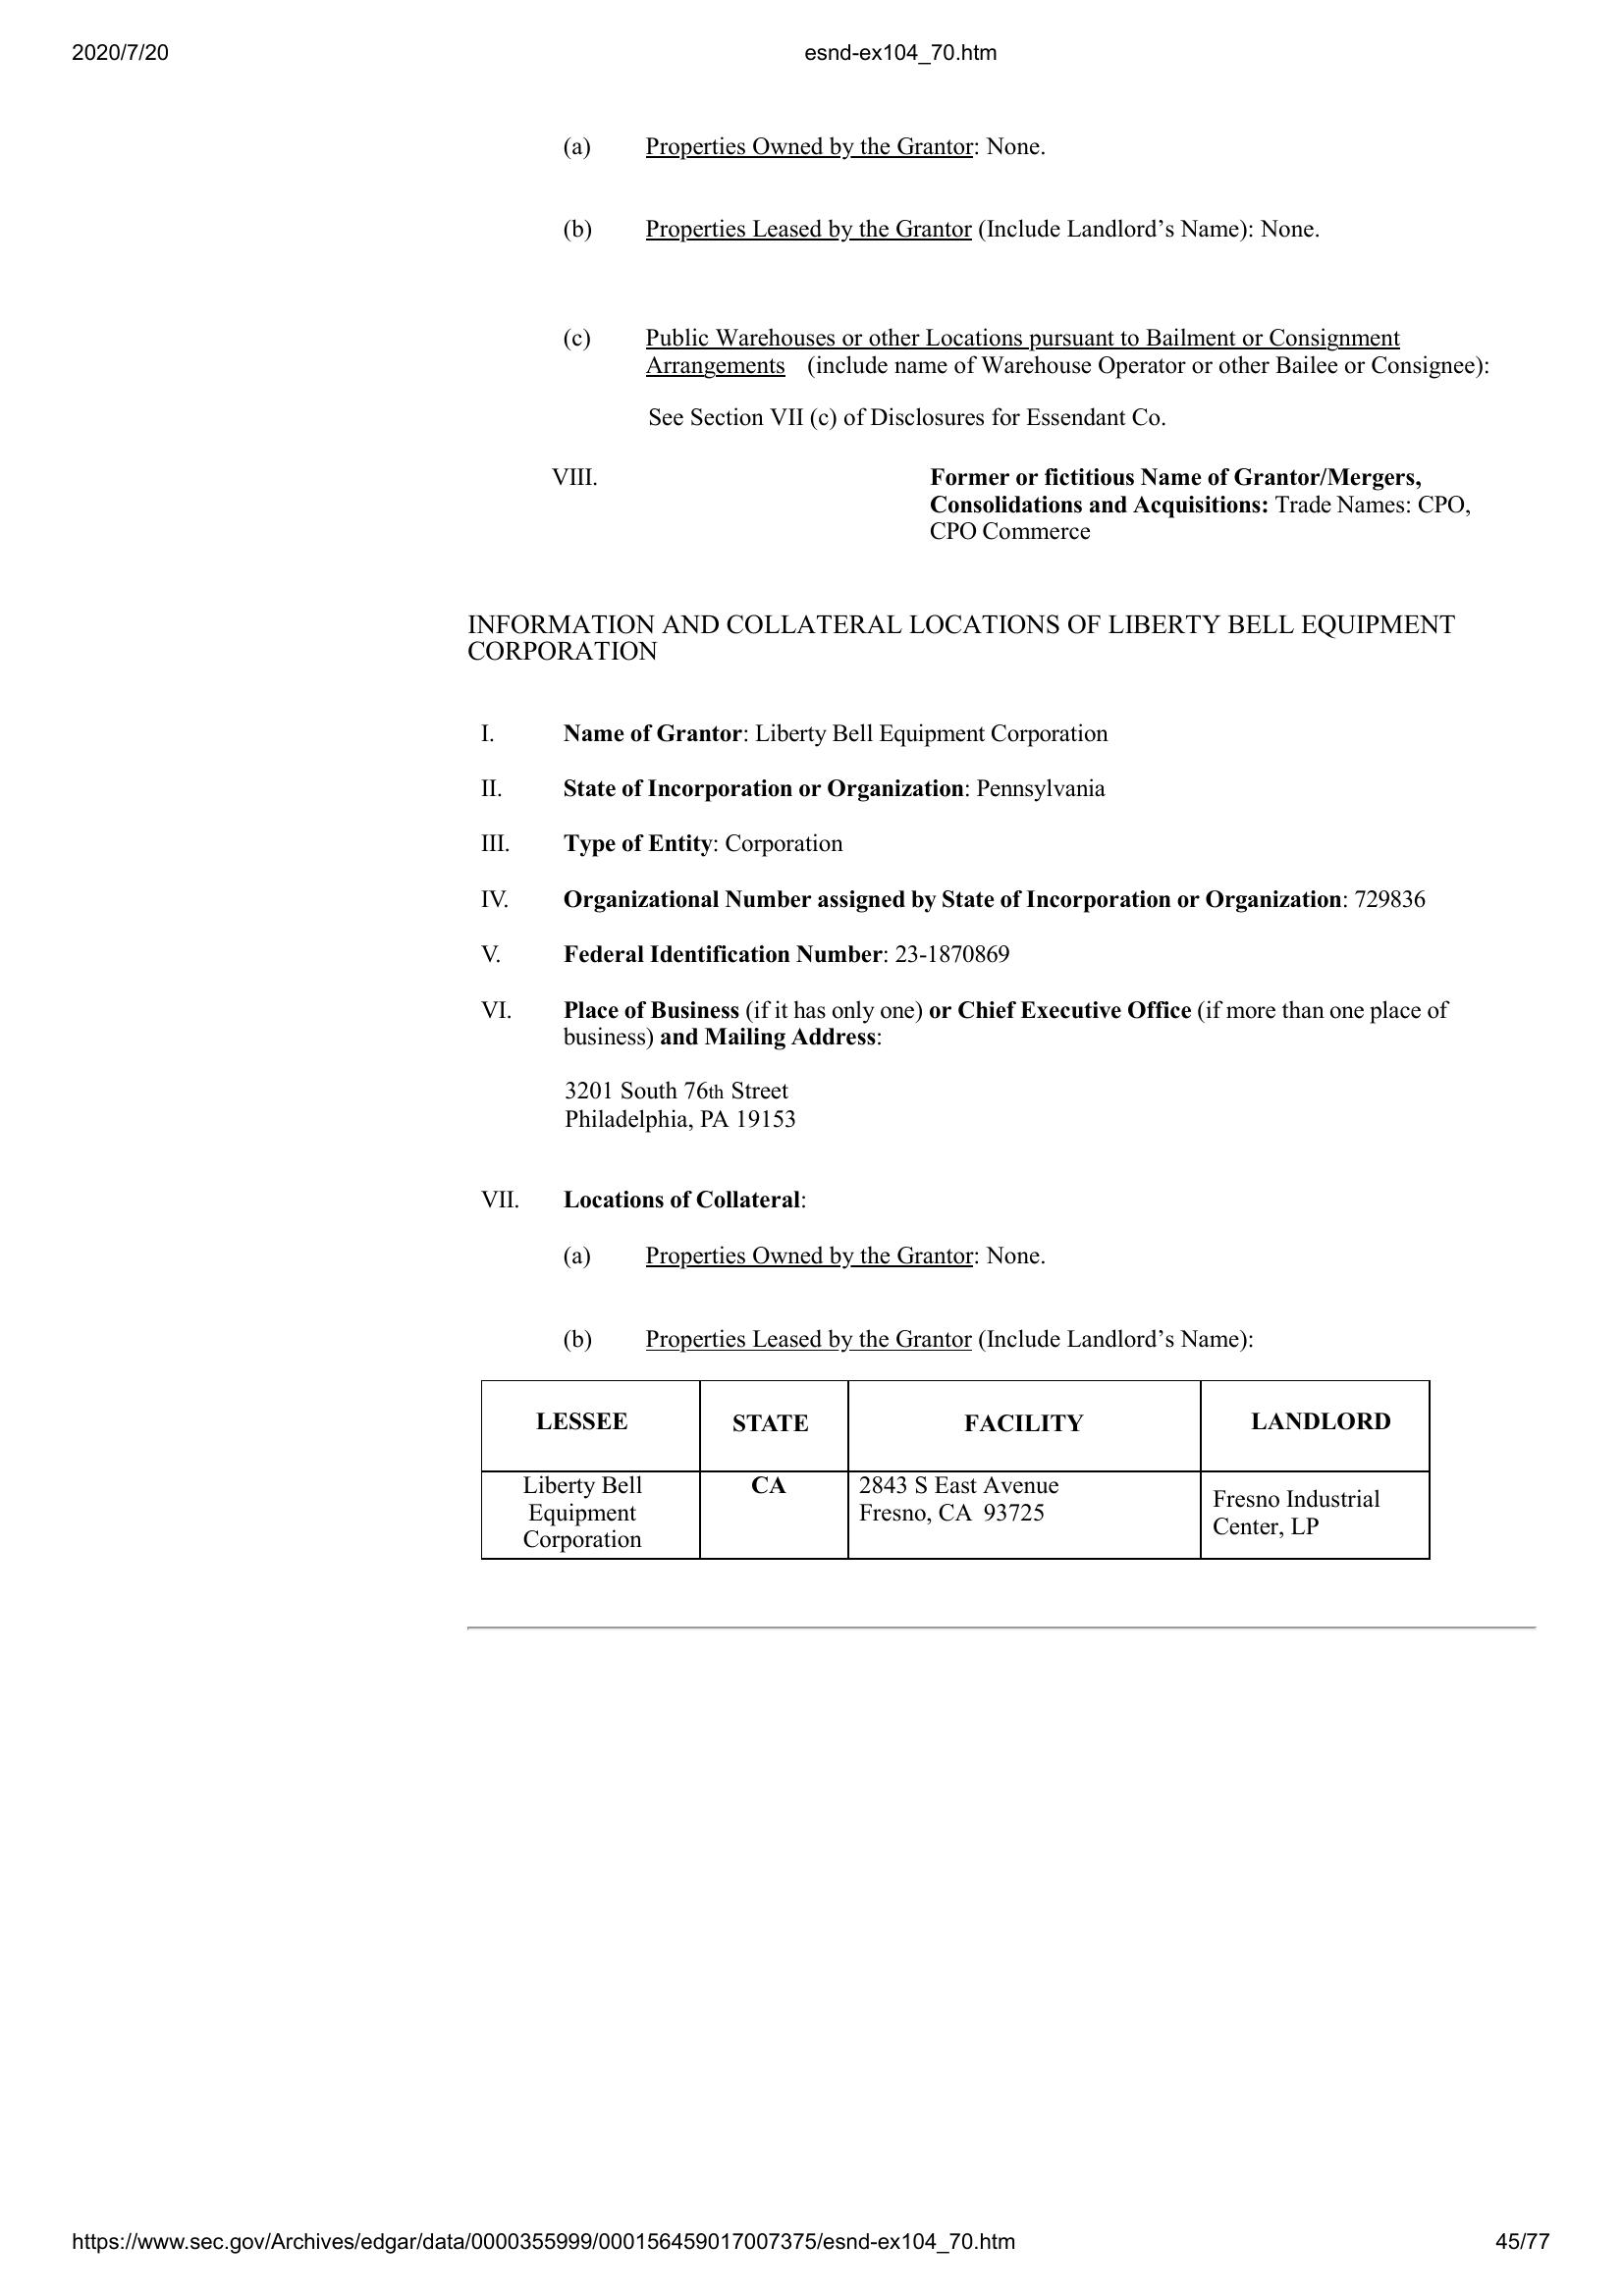 2020/7/20 esnd-ex104_70.htm
(a) Properties Owned by the Grantor: None.
(b) Properties Leased by the Grantor (Include Landlord’s Name): None.
(c) Public Warehouses or other Locations pursuant to Bailment or Consignment
Arrangements (include name of Warehouse Operator or other Bailee or Consignee):
See Section VII (c) of Disclosures for Essendant Co.
VIII. Former or fictitious Name of Grantor/Mergers,
Consolidations and Acquisitions: Trade Names: CPO,
CPO Commerce
INFORMATION AND COLLATERAL LOCATIONS OF LIBERTY BELL EQUIPMENT
CORPORATION
I. Name of Grantor: Liberty Bell Equipment Corporation
II. State of Incorporation or Organization: Pennsylvania
III. Type of Entity: Corporation
IV. Organizational Number assigned by State of Incorporation or Organization: 729836
V. Federal Identification Number: 23-1870869
VI. Place of Business (if it has only one) or Chief Executive Office (if more than one place of
business) and Mailing Address:
3201 South 76th Street
Philadelphia, PA 19153
VII. Locations of Collateral:
(a) Properties Owned by the Grantor: None.
(b) Properties Leased by the Grantor (Include Landlord’s Name):
LESSEE STATE FACILITY LANDLORD
Liberty Bell
Equipment
Corporation
CA
2843 S East Avenue
Fresno, CA 93725
Fresno Industrial
Center, LP
https://www.sec.gov/Archives/edgar/data/0000355999/000156459017007375/esnd-ex104_70.htm 45/77